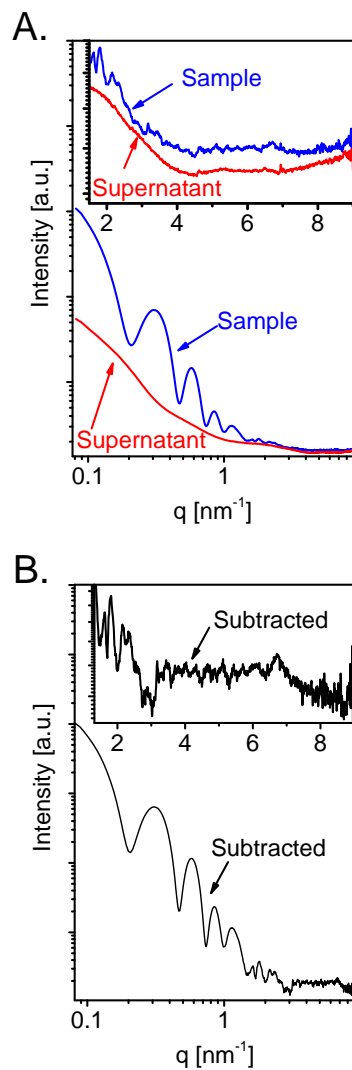 A.
Sample
Supernatant
2 4 6 8
Intensity [a.u.]
Sample
Supernatant
0.1 1
q [nm⁻¹]
B.
Subtracted
2 4 6 8
Intensity [a.u.]
Subtracted
0.1 1
q [nm⁻¹]